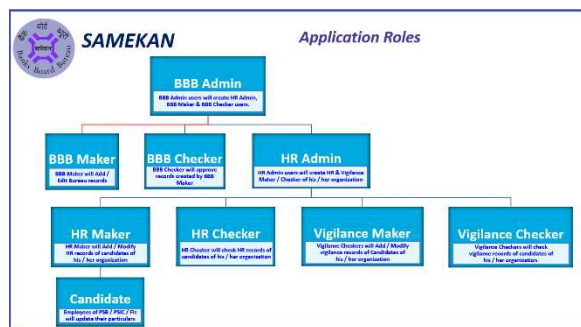 बैंक बोर्ड ब्यूरो
Banks Board Bureau
SAMEKAN
Application Roles
BBB Admin
BBB Admin users will create HR Admin,
BBB Maker & BBB Checker users.
BBB Maker
BBB Maker will Add /
Edit Bureau records
BBB Checker
BBB Checker will approve
records created by BBB
Maker
HR Admin
HR Admin users will create HR & Vigilance
Maker / Checker of his / her organization
HR Maker
HR Maker will Add / Modify
HR records of candidates of
his / her organization
HR Checker
HR Checker will check HR records of
candidates of his / her organization
Vigilance Maker
Vigilance Checkers will Add / Modify
vigilance records of Candidates of
his / her organization
Vigilance Checker
Vigilance Checkers will check
vigilance records of candidates of
his / her organization.
Candidate
Employees of PSB / PSIC / FIs
will update their particulars